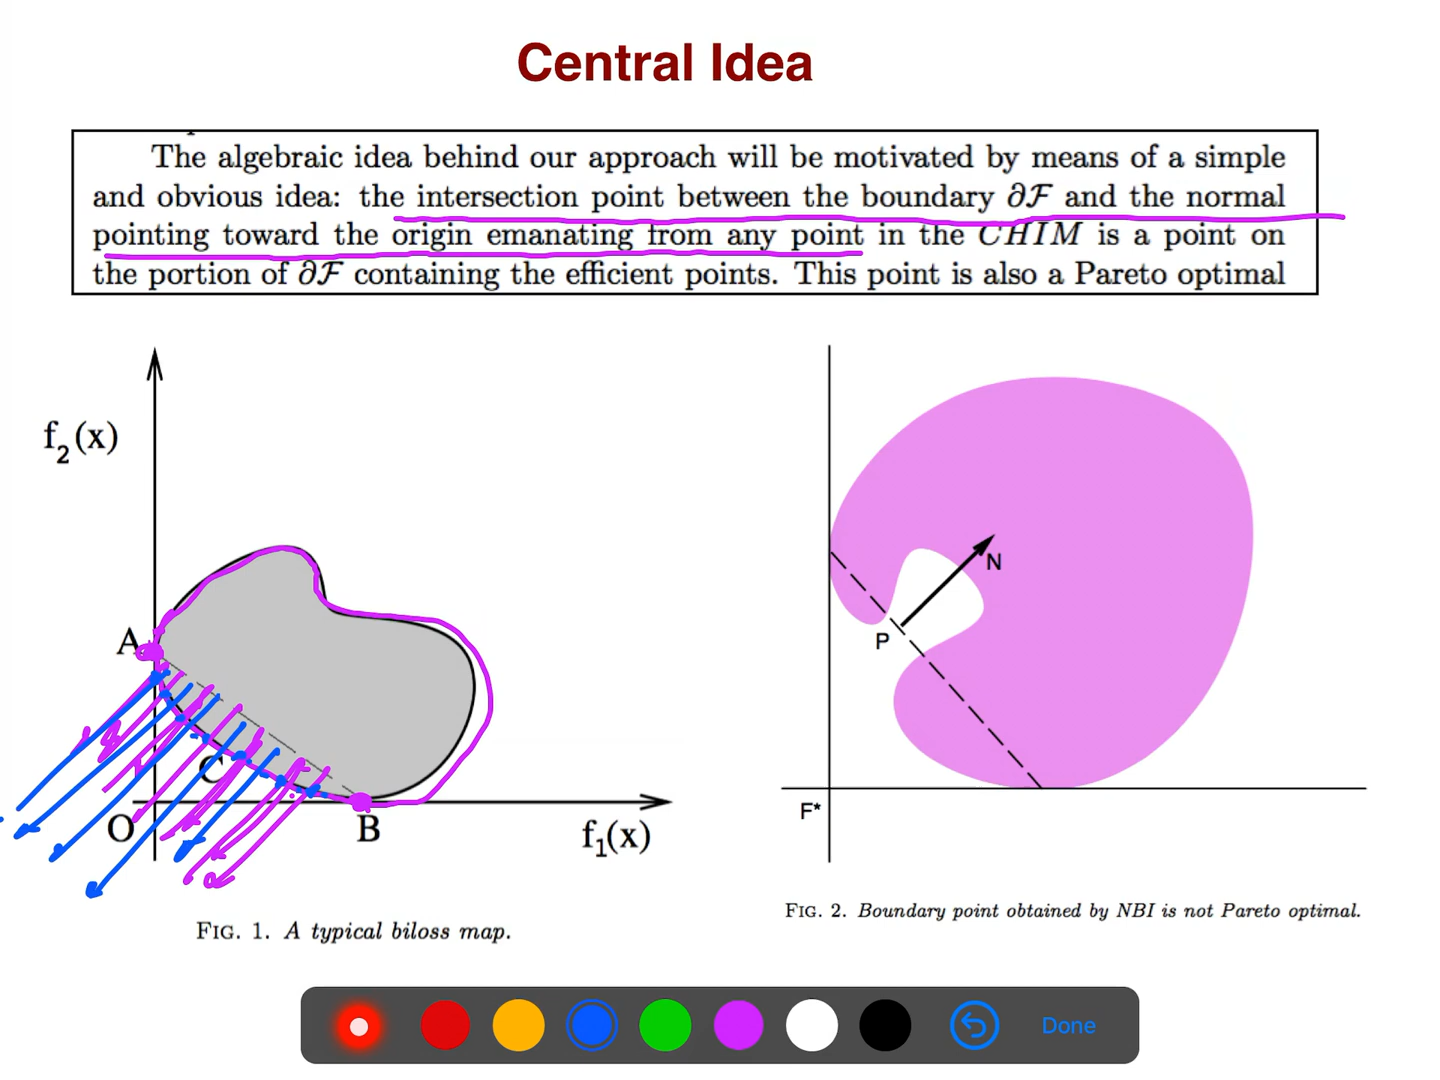 Central Idea
The algebraic idea behind our approach will be motivated by means of a simple
and obvious idea: the intersection point between the boundary ∂ℱ and the normal
pointing toward the origin emanating from any point in the CHIM is a point on
the portion of ∂ℱ containing the efficient points. This point is also a Pareto optimal
f₂(x)
A
C
O
B
f₁(x)
FIG. 1. A typical biloss map.
N
P
F*
FIG. 2. Boundary point obtained by NBI is not Pareto optimal.
Done